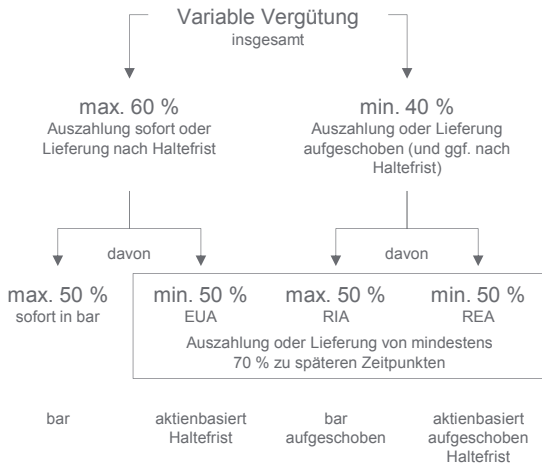 Variable Vergütung
insgesamt
max. 60 %
Auszahlung sofort oder
Lieferung nach Haltefrist
min. 40 %
Auszahlung oder Lieferung
aufgeschoben (und ggf. nach
Haltefrist)
davon
davon
max. 50 %
sofort in bar
min. 50 %
EUA
max. 50 %
RIA
min. 50 %
REA
Auszahlung oder Lieferung von mindestens
70 % zu späteren Zeitpunkten
bar
aktienbasiert
Haltefrist
bar
aufgeschoben
aktienbasiert
aufgeschoben
Haltefrist